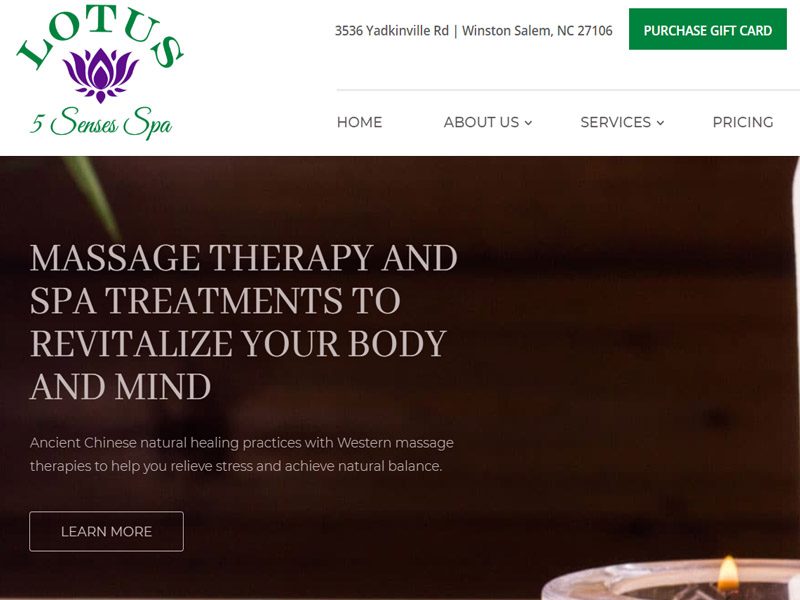 LOTUS
5 Senses Spa
3536 Yadkinville Rd | Winston Salem, NC 27106
PURCHASE GIFT CARD
HOME ABOUT US SERVICES PRICING
MASSAGE THERAPY AND
SPA TREATMENTS TO
REVITALIZE YOUR BODY
AND MIND
Ancient Chinese natural healing practices with Western massage
therapies to help you relieve stress and achieve natural balance.
LEARN MORE